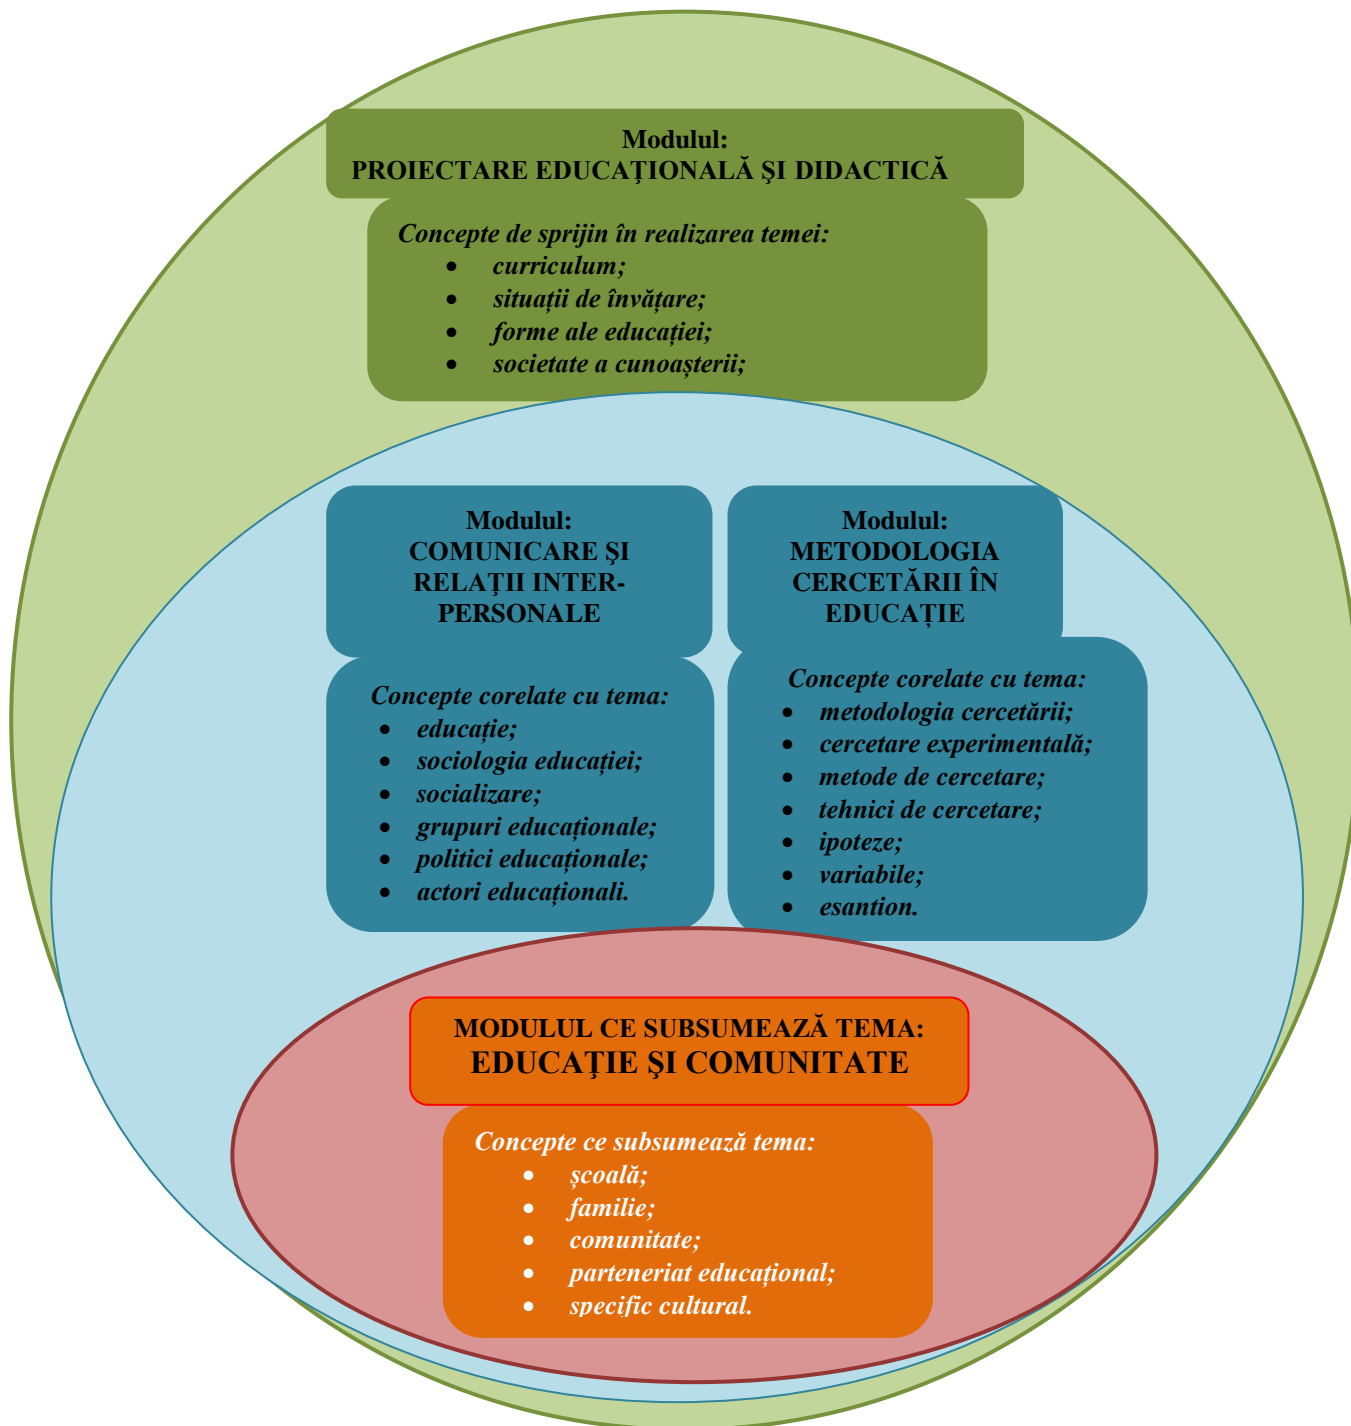 Modulul:
PROIECTARE EDUCAŢIONALĂ ŞI DIDACTICĂ
Concepte de sprijin în realizarea temei:
• curriculum;
• situații de învățare;
• forme ale educației;
• societate a cunoașterii;
Modulul:
COMUNICARE ŞI
RELAŢII INTER-
PERSONALE
Concepte corelate cu tema:
• educație;
• sociologia educației;
• socializare;
• grupuri educaționale;
• politici educaționale;
• actori educaționali.
Modulul:
METODOLOGIA
CERCETĂRII ÎN
EDUCAȚIE
Concepte corelate cu tema:
• metodologia cercetării;
• cercetare experimentală;
• metode de cercetare;
• tehnici de cercetare;
• ipoteze;
• variabile;
• esantion.
MODULUL CE SUBSUMEAZĂ TEMA:
EDUCAŢIE ŞI COMUNITATE
Concepte ce subsumează tema:
• școală;
• familie;
• comunitate;
• parteneriat educațional;
• specific cultural.